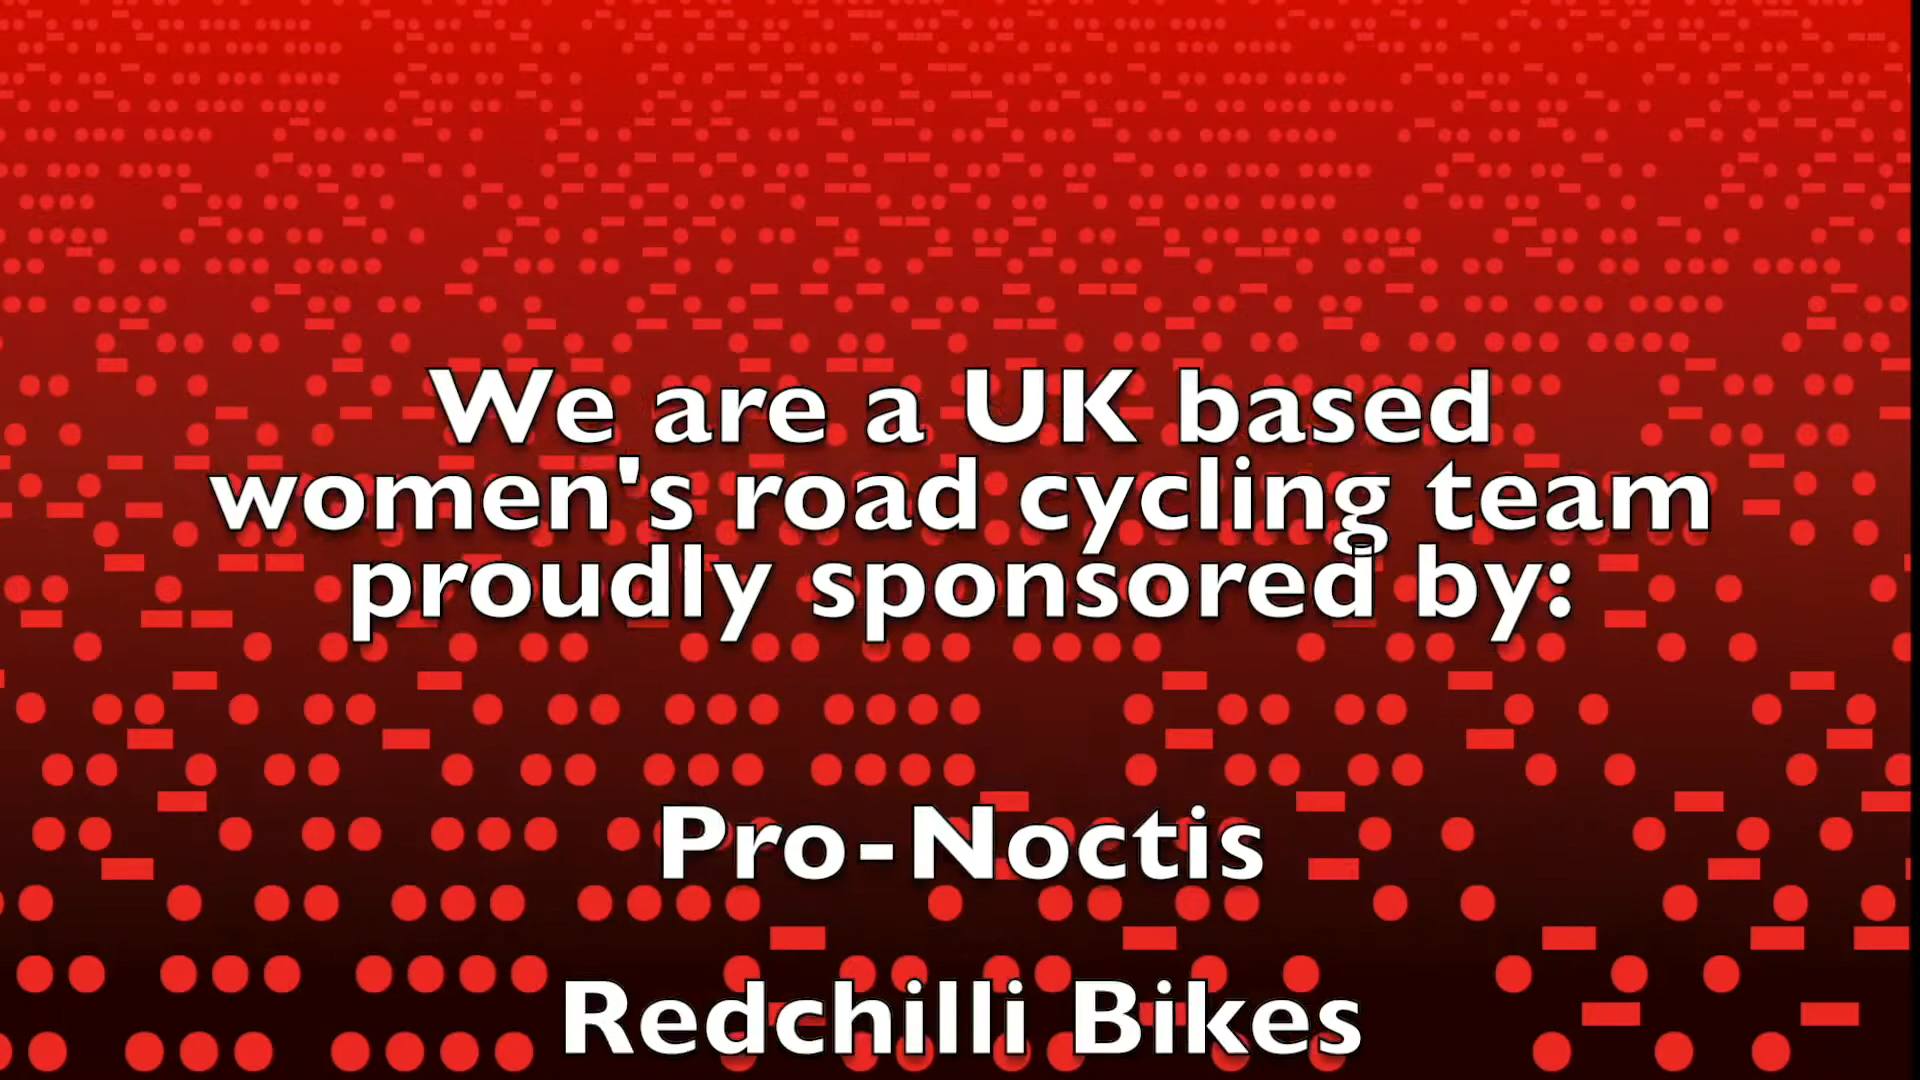 We are a UK based
women's road cycling team
proudly sponsored by:
Pro-Noctis
Redchilli Bikes